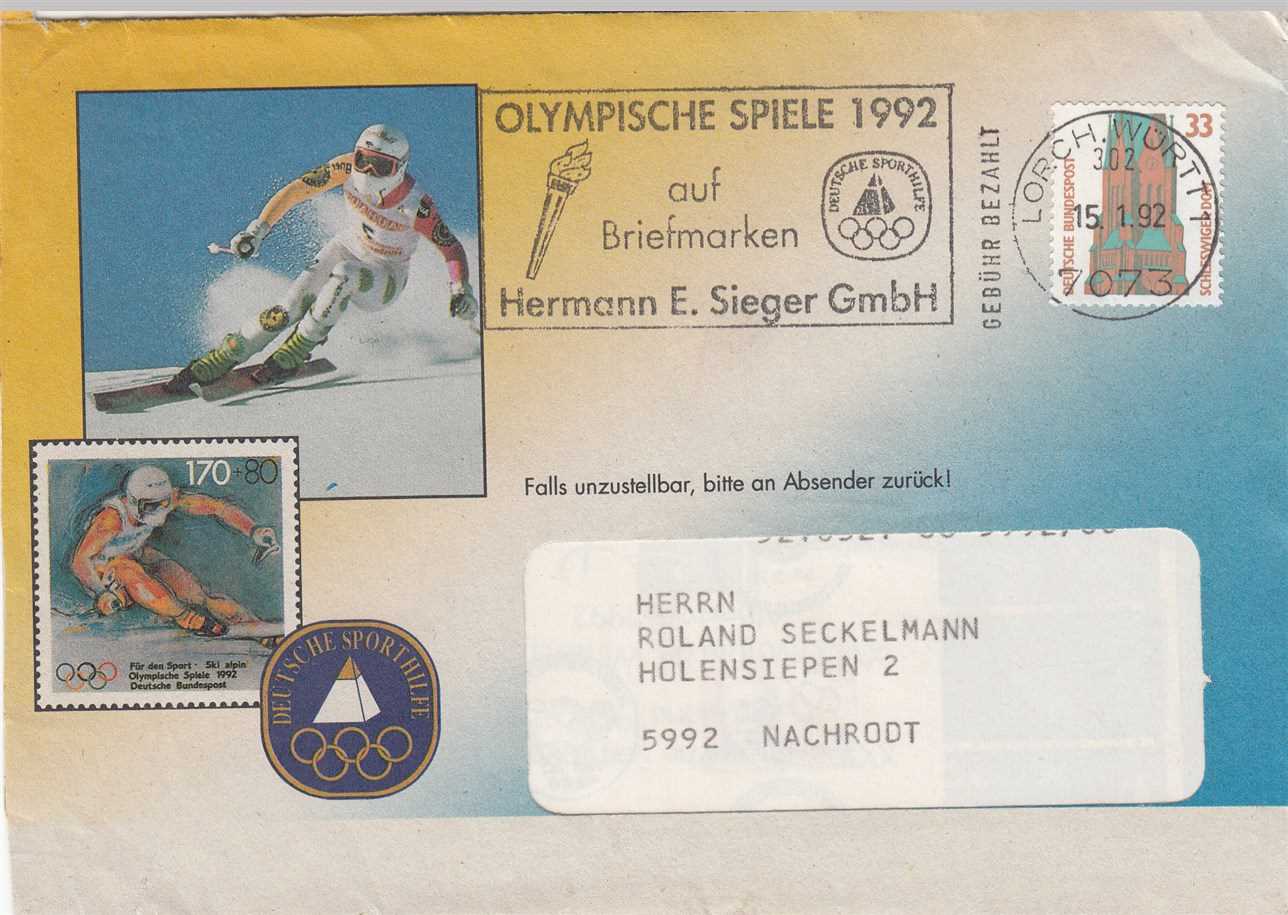 OLYMPISCHE SPIELE 1992
auf
Briefmarken
Hermann E. Sieger GmbH
DEUTSCHE SPORTHILFE
GEBÜHR BEZAHLT
33
DEUTSCHE BUNDESPOST
SCHLESWIGER DOM
LORCH, WÜRTT 1
302
15. 1.92
7073
170+80
Für den Sport · Ski alpin
Olympische Spiele 1992
Deutsche Bundespost
DEUTSCHE SPORTHILFE
Falls unzustellbar, bitte an Absender zurück!
HERRN
ROLAND SECKELMANN
HOLENSIEPEN 2
5992 NACHRODT